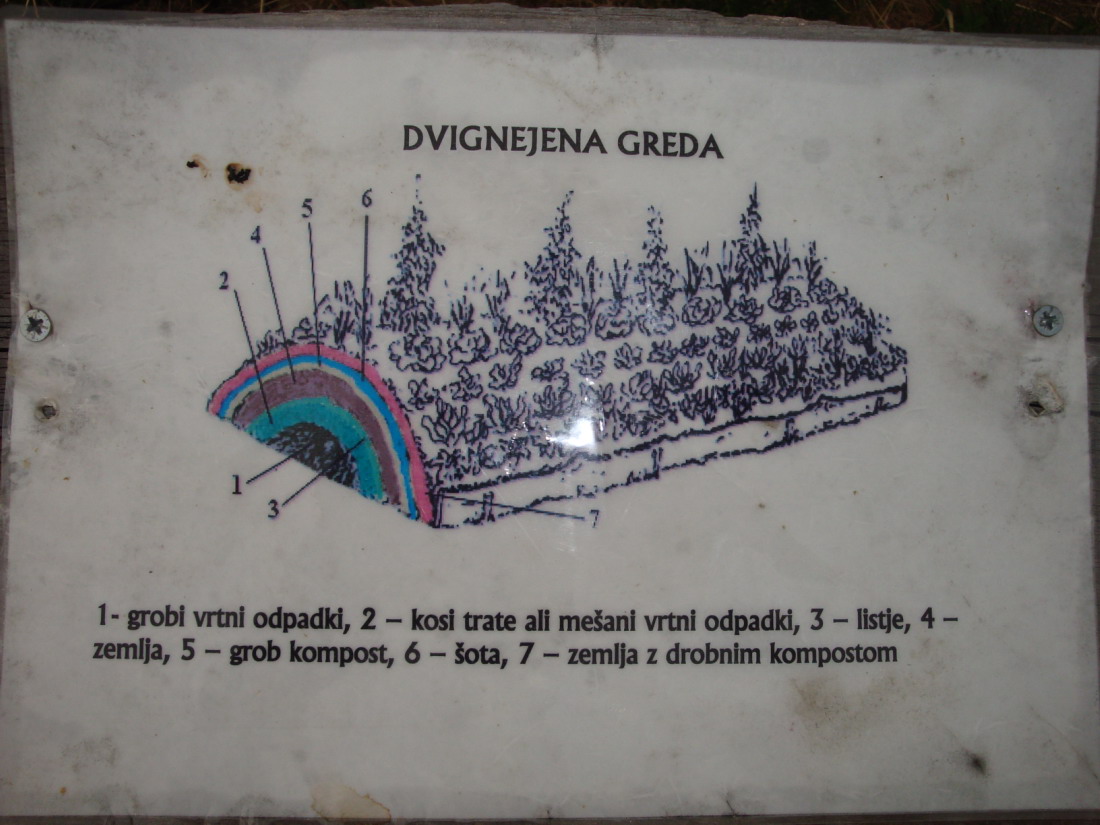 DVIGNEJENA GREDA
6
5
4
2
1
3
7
1- grobi vrtni odpadki, 2 – kosi trate ali mešani vrtni odpadki, 3 – listje, 4 –
zemlja, 5 – grob kompost, 6 – šota, 7 – zemlja z drobnim kompostom